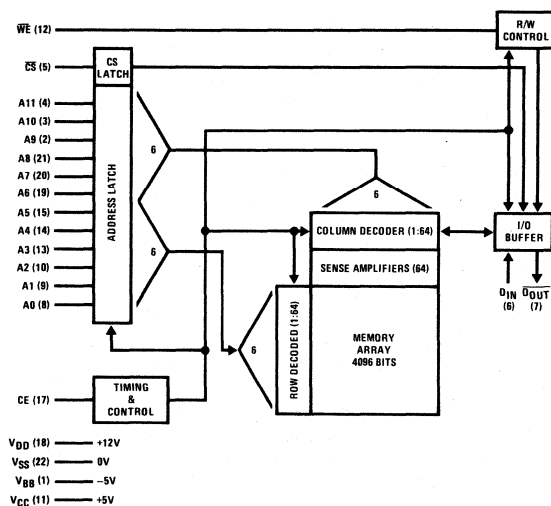 W̅E̅ (12)
R/W
CONTROL
C̅S̅ (5)
CS
LATCH
A11 (4)
A10 (3)
A9 (2)
A8 (21)
A7 (20)
A6 (19)
A5 (15)
A4 (14)
A3 (13)
A2 (10)
A1 (9)
A0 (8)
ADDRESS LATCH
6
6
6
COLUMN DECODER (1:64)
I/O
BUFFER
SENSE AMPLIFIERS (64)
DIN
(6)
D̅O̅U̅T̅
(7)
6
ROW DECODED (1:64)
MEMORY
ARRAY
4096 BITS
CE (17)
TIMING
&
CONTROL
VDD (18) +12V
VSS (22) 0V
VBB (1) −5V
VCC (11) +5V